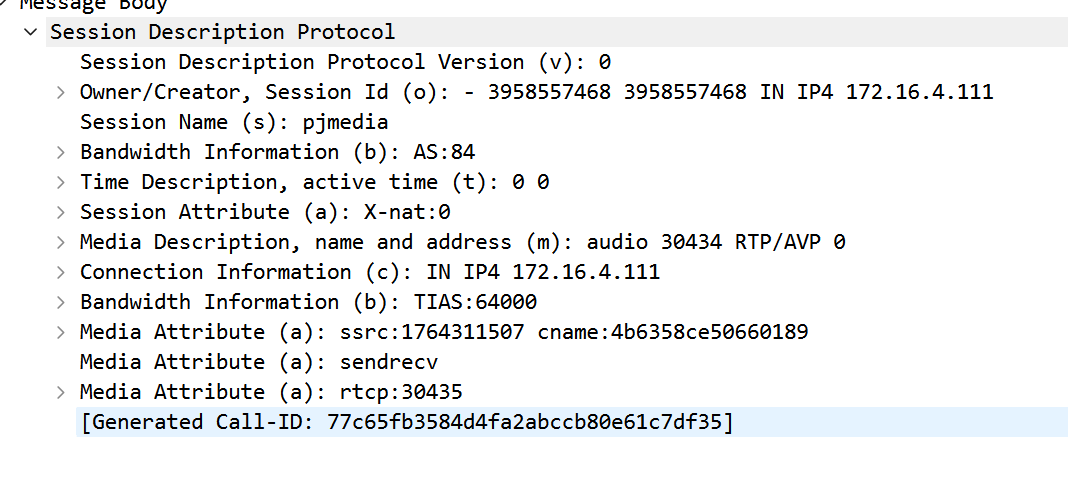 Message Body
Session Description Protocol
Session Description Protocol Version (v): 0
Owner/Creator, Session Id (o): - 3958557468 3958557468 IN IP4 172.16.4.111
Session Name (s): pjmedia
Bandwidth Information (b): AS:84
Time Description, active time (t): 0 0
Session Attribute (a): X-nat:0
Media Description, name and address (m): audio 30434 RTP/AVP 0
Connection Information (c): IN IP4 172.16.4.111
Bandwidth Information (b): TIAS:64000
Media Attribute (a): ssrc:1764311507 cname:4b6358ce50660189
Media Attribute (a): sendrecv
Media Attribute (a): rtcp:30435
[Generated Call-ID: 77c65fb3584d4fa2abccb80e61c7df35]